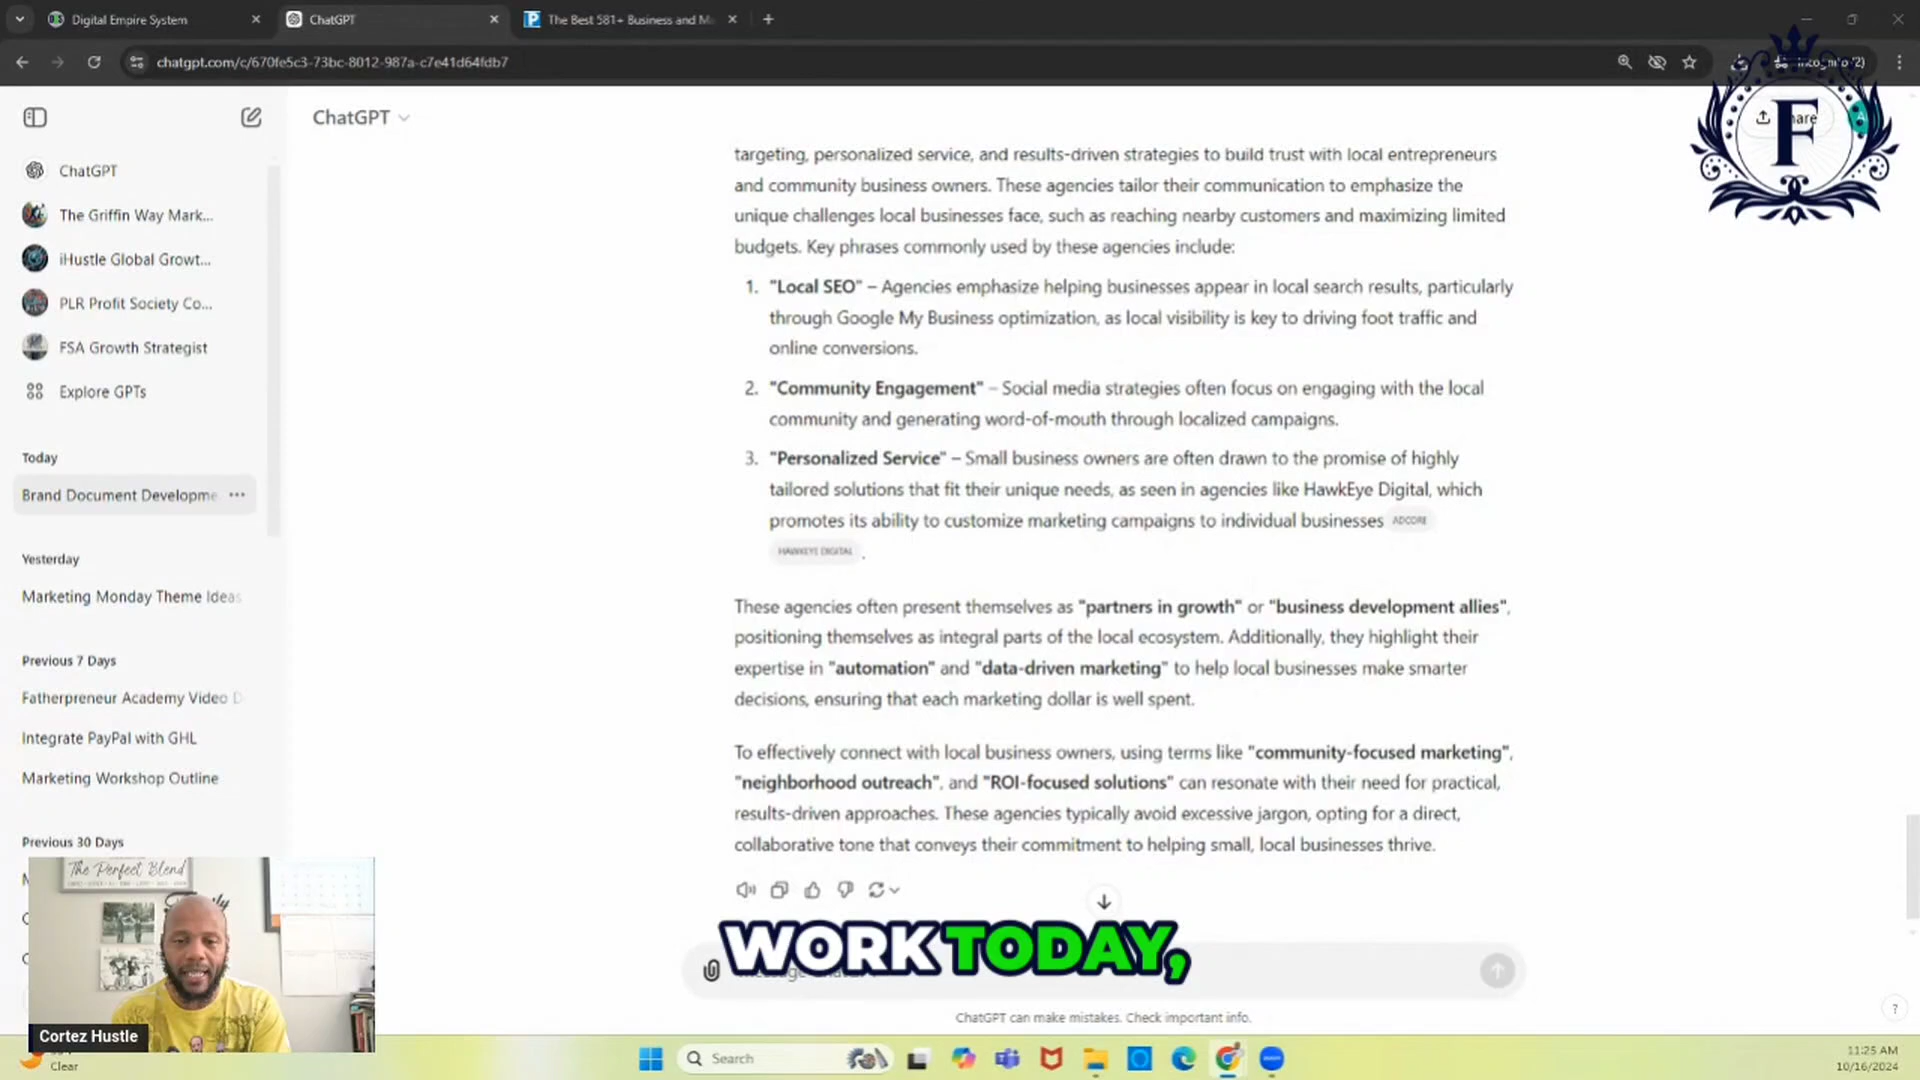 Digital Empire System
ChatGPT
The Best 581+ Business and M
chatgpt.com/c/670fe5c3-73bc-8012-987a-c7e41d64fdb7
Incognito (2)
ChatGPT
Share
F
ChatGPT
The Griffin Way Mark...
iHustle Global Growt...
PLR Profit Society Co...
FSA Growth Strategist
Explore GPTs
Today
Brand Document Developme
Yesterday
Marketing Monday Theme Ideas
Previous 7 Days
Fatherpreneur Academy Video D
Integrate PayPal with GHL
Marketing Workshop Outline
Previous 30 Days
targeting, personalized service, and results-driven strategies to build trust with local entrepreneurs
and community business owners. These agencies tailor their communication to emphasize the
unique challenges local businesses face, such as reaching nearby customers and maximizing limited
budgets. Key phrases commonly used by these agencies include:
1. "Local SEO" – Agencies emphasize helping businesses appear in local search results, particularly
through Google My Business optimization, as local visibility is key to driving foot traffic and
online conversions.
2. "Community Engagement" – Social media strategies often focus on engaging with the local
community and generating word-of-mouth through localized campaigns.
3. "Personalized Service" – Small business owners are often drawn to the promise of highly
tailored solutions that fit their unique needs, as seen in agencies like HawkEye Digital, which
promotes its ability to customize marketing campaigns to individual businesses ADCORE
HAWKEYE DIGITAL .
These agencies often present themselves as "partners in growth" or "business development allies",
positioning themselves as integral parts of the local ecosystem. Additionally, they highlight their
expertise in "automation" and "data-driven marketing" to help local businesses make smarter
decisions, ensuring that each marketing dollar is well spent.
To effectively connect with local business owners, using terms like "community-focused marketing",
"neighborhood outreach", and "ROI-focused solutions" can resonate with their need for practical,
results-driven approaches. These agencies typically avoid excessive jargon, opting for a direct,
collaborative tone that conveys their commitment to helping small, local businesses thrive.
WORK TODAY,
ChatGPT can make mistakes. Check important info.
?
The Perfect Blend
Family
Cortez Hustle
Clear
Search
11:25 AM
10/16/2024